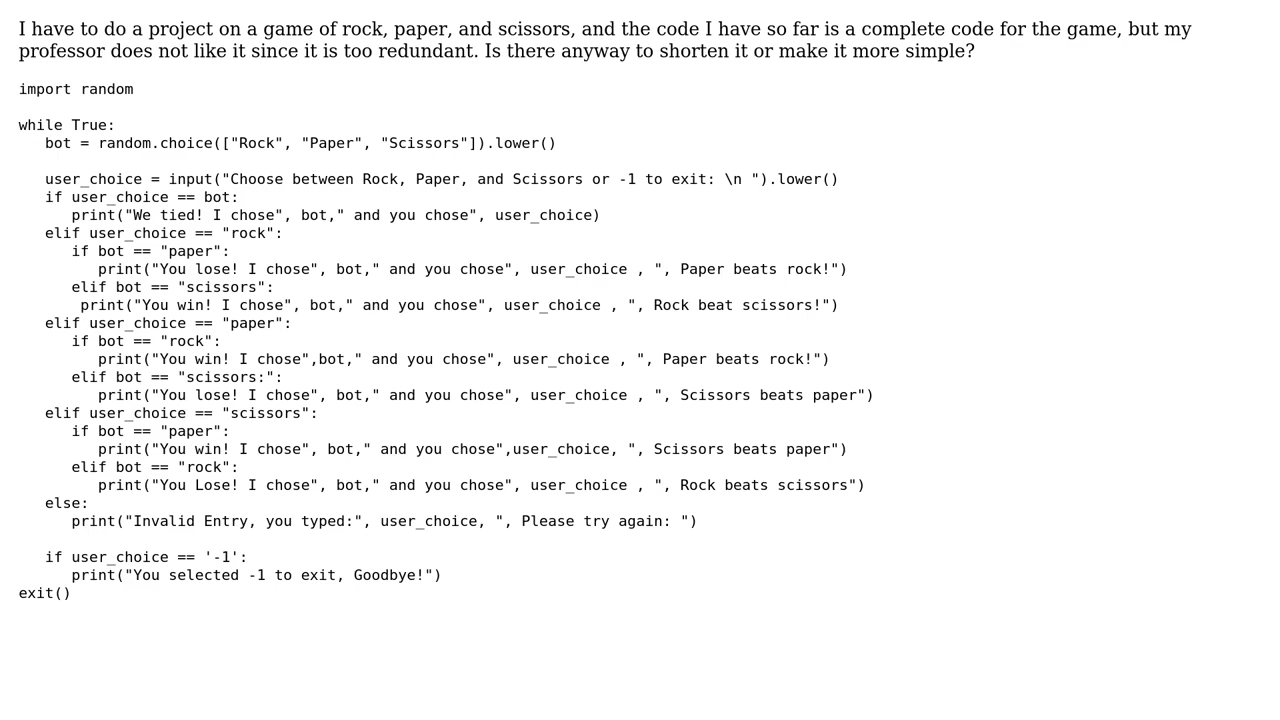 I have to do a project on a game of rock, paper, and scissors, and the code I have so far is a complete code for the game, but my
professor does not like it since it is too redundant. Is there anyway to shorten it or make it more simple?
import random
while True:
   bot = random.choice(["Rock", "Paper", "Scissors"]).lower()
   user_choice = input("Choose between Rock, Paper, and Scissors or -1 to exit: \n ").lower()
   if user_choice == bot:
      print("We tied! I chose", bot," and you chose", user_choice)
   elif user_choice == "rock":
      if bot == "paper":
         print("You lose! I chose", bot," and you chose", user_choice , ", Paper beats rock!")
      elif bot == "scissors":
       print("You win! I chose", bot," and you chose", user_choice , ", Rock beat scissors!")
   elif user_choice == "paper":
      if bot == "rock":
         print("You win! I chose",bot," and you chose", user_choice , ", Paper beats rock!")
      elif bot == "scissors:":
         print("You lose! I chose", bot," and you chose", user_choice , ", Scissors beats paper")
   elif user_choice == "scissors":
      if bot == "paper":
         print("You win! I chose", bot," and you chose",user_choice, ", Scissors beats paper")
      elif bot == "rock":
         print("You Lose! I chose", bot," and you chose", user_choice , ", Rock beats scissors")
   else:
      print("Invalid Entry, you typed:", user_choice, ", Please try again: ")
   if user_choice == '-1':
      print("You selected -1 to exit, Goodbye!")
exit()